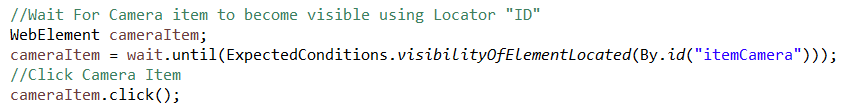 //Wait For Camera item to become visible using Locator "ID"
WebElement cameraItem;
cameraItem = wait.until(ExpectedConditions.visibilityOfElementLocated(By.id("itemCamera")));
//Click Camera Item
cameraItem.click();